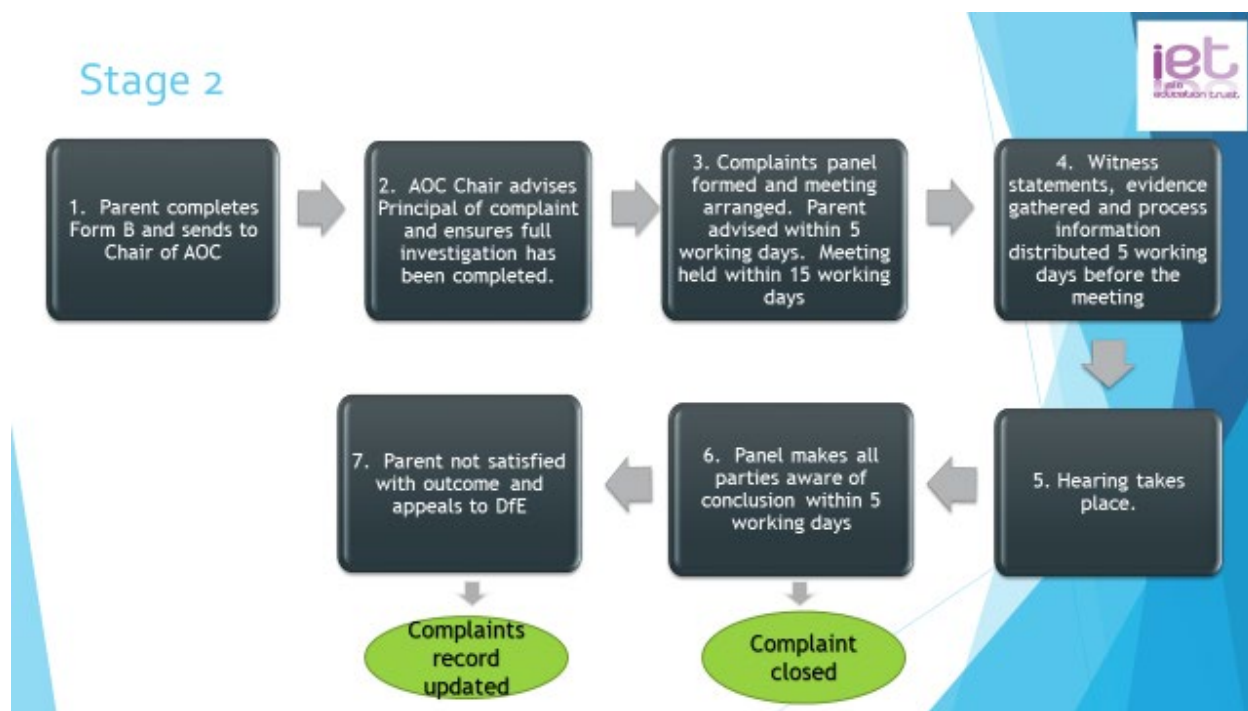 Stage 2
iet
education trust
1. Parent completes
Form B and sends to
Chair of AOC
2. AOC Chair advises
Principal of complaint
and ensures full
investigation has
been completed.
3. Complaints panel
formed and meeting
arranged. Parent
advised within 5
working days. Meeting
held within 15 working
days
4. Witness
statements, evidence
gathered and process
information
distributed 5 working
days before the
meeting
5. Hearing takes
place.
6. Panel makes all
parties aware of
conclusion within 5
working days
7. Parent not satisfied
with outcome and
appeals to DfE
Complaints
record
updated
Complaint
closed